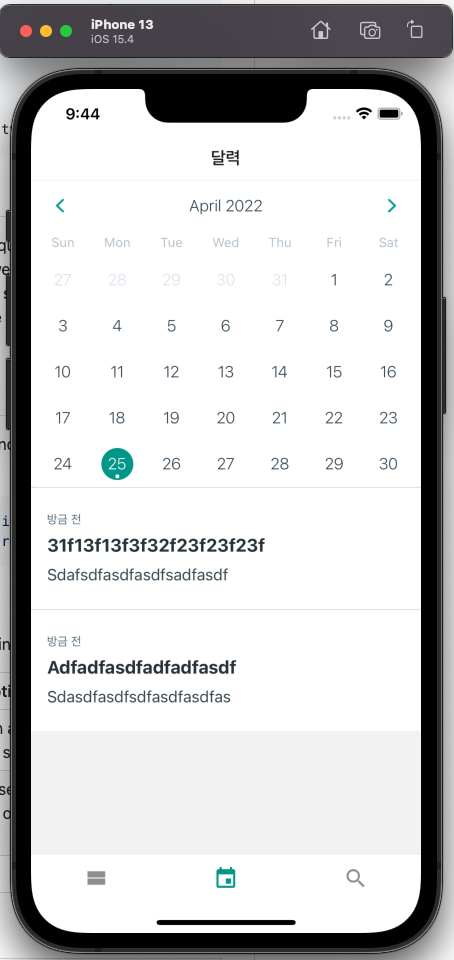 iPhone 13
iOS 15.4
9:44
달력
April 2022
Sun Mon Tue Wed Thu Fri Sat
27 28 29 30 31 1 2
3 4 5 6 7 8 9
10 11 12 13 14 15 16
17 18 19 20 21 22 23
24 25 26 27 28 29 30
방금 전
31f13f13f3f32f23f23f23f
Sdafsdfasdfasdfsadfasdf
방금 전
Adfadfasdfadfadfasdf
Sdasdfasdfsdfasdfasdfas